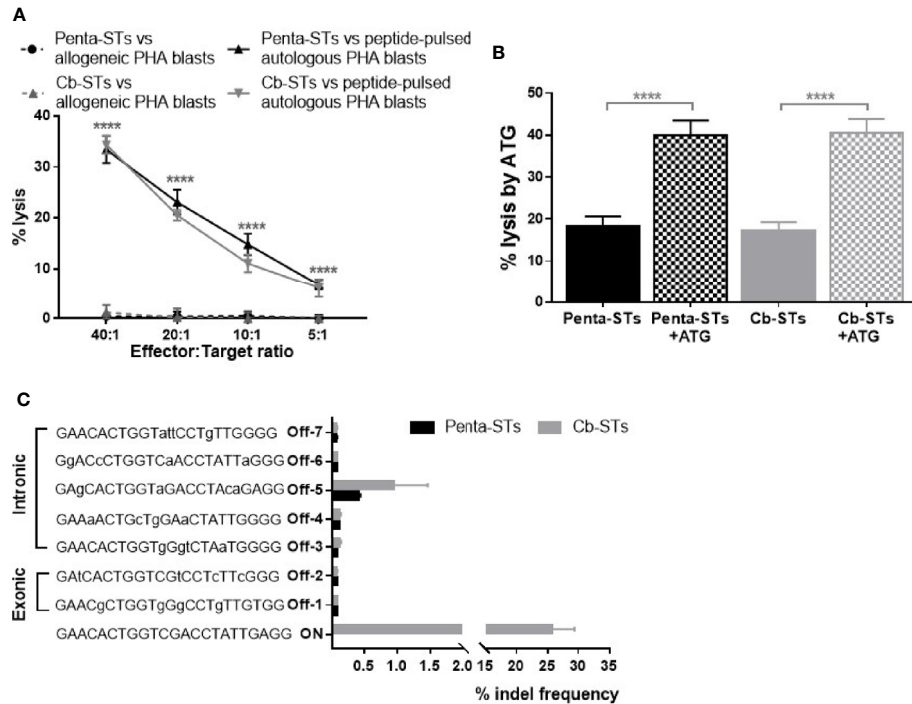 A
Penta-STs vs
allogeneic PHA blasts
Penta-STs vs peptide-pulsed
autologous PHA blasts
Cb-STs vs
allogeneic PHA blasts
Cb-STs vs peptide-pulsed
autologous PHA blasts
% lysis
40
30
20
10
0
****
****
****
****
40:1 20:1 10:1 5:1
Effector:Target ratio
B
% lysis by ATG
50
40
30
20
10
0
**** ****
Penta-STs Penta-STs
+ATG
Cb-STs Cb-STs
+ATG
C
Penta-STs Cb-STs
Intronic
GAACACTGGTattCCTgTTGGGG Off-7
GgACcCTGGTCaACCTATTaGGG Off-6
GAgCACTGGTaGACCTAcaGAGG Off-5
GAAaACTGcTgGAaCTATTGGGG Off-4
GAACACTGGTgGgtCTAaTGGGG Off-3
Exonic
GAtCACTGGTCGtCCTcTTcGGG Off-2
GAACgCTGGTgGgCCTgTTGTGG Off-1
GAACACTGGTCGACCTATTGAGG ON
0.5 1.0 1.5 2.0 15 20 25 30 35
% indel frequency